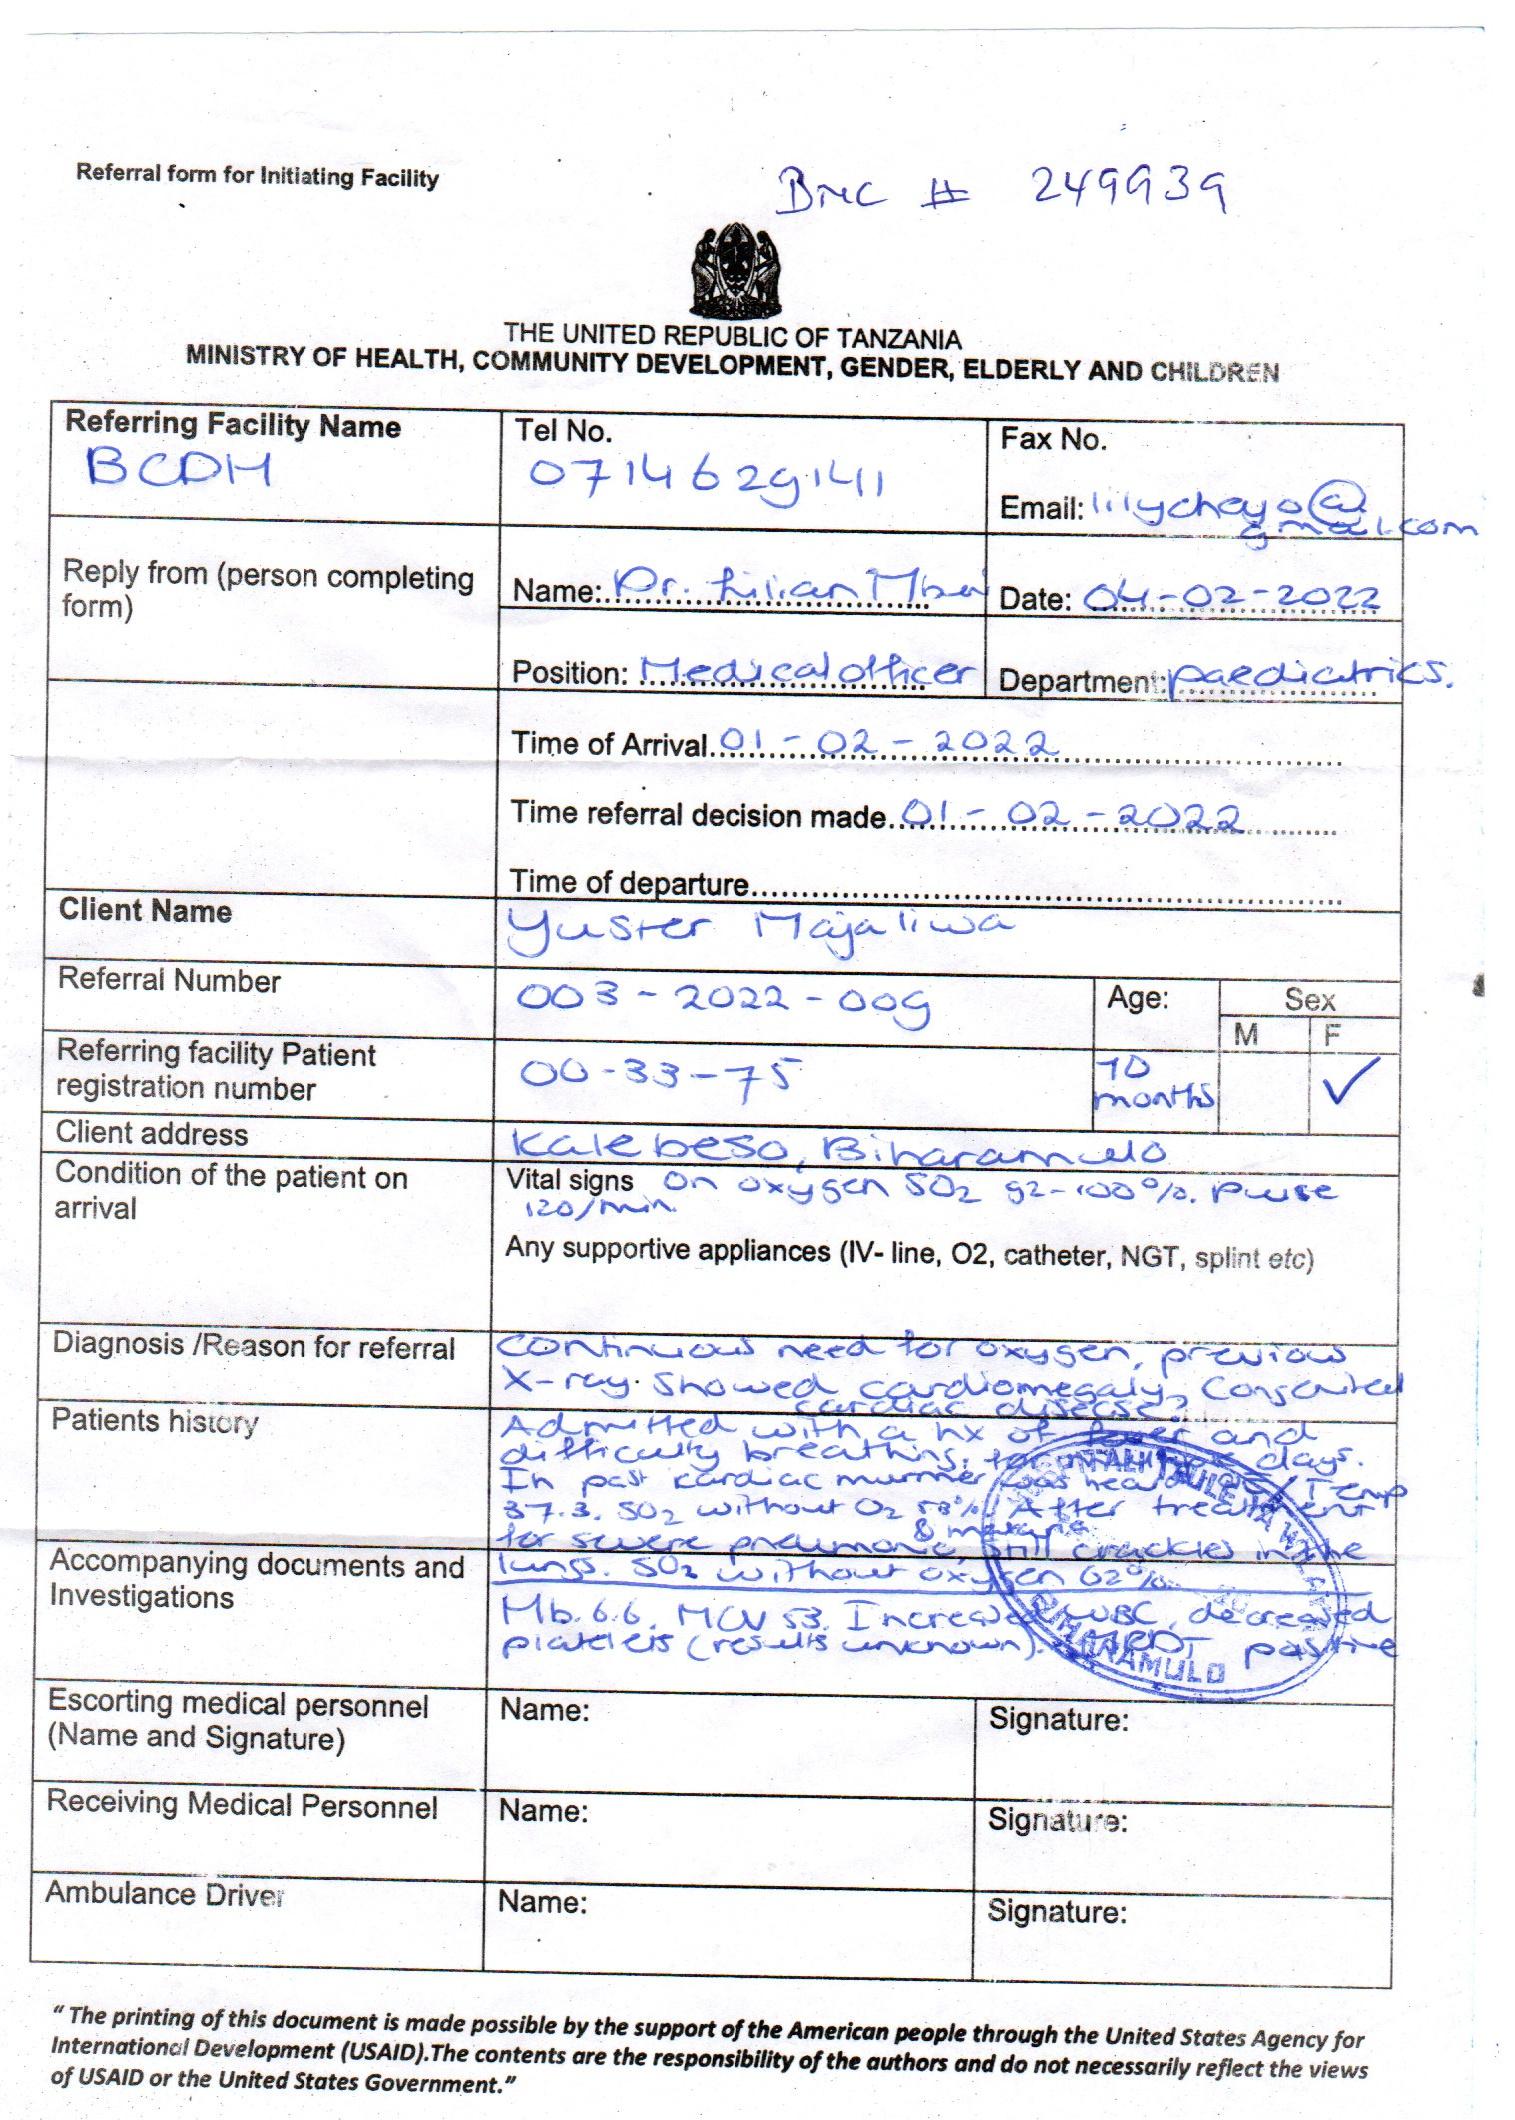 Referral form for Initiating Facility
BMC # 249939
THE UNITED REPUBLIC OF TANZANIA
MINISTRY OF HEALTH, COMMUNITY DEVELOPMENT, GENDER, ELDERLY AND CHILDREN
Referring Facility Name
BCDH
Tel No.
0714629141
Fax No.
Email: lilychayo@
gmail.com
Reply from (person completing
form)
Name: Dr. Lilian
Date: 04-02-2022
Position: Medical officer
Department: paediatrics.
Time of Arrival 01-02-2022
Time referral decision made 01-02-2022
Time of departure
Client Name
Yuster Majaliwa
Referral Number
003-2022-009
Age:
Sex
M
F
Referring facility Patient
registration number
00-33-75
10
months
✓
Client address
Kalebeso, Biharamulo
Condition of the patient on
arrival
Vital signs On oxygen SO2 92-100%. Pulse
120/min
Any supportive appliances (IV- line, O2, catheter, NGT, splint etc)
Diagnosis /Reason for referral
Continuous need for oxygen, previous
X-ray showed cardiomegaly,
cardiac disease?
Patients history
Admitted with a hx of fever and
difficulty breathing, for days.
In past cardiac murmer was heard. Temp
37.3. SO2 without O2 After treatment
& malaria
for severe pneumonia, still crackles in the
lungs. SO2 without oxygen 62%
Accompanying documents and
Investigations
Hb. 6.6. MCV 53. Increased WBC, decreased
platelets (results unknown). MRDT positive
BIHARAMULO
Escorting medical personnel
(Name and Signature)
Name:
Signature:
Receiving Medical Personnel
Name:
Signature:
Ambulance Driver
Name:
Signature:
“ The printing of this document is made possible by the support of the American people through the United States Agency for
International Development (USAID).The contents are the responsibility of the authors and do not necessarily reflect the views
of USAID or the United States Government.”